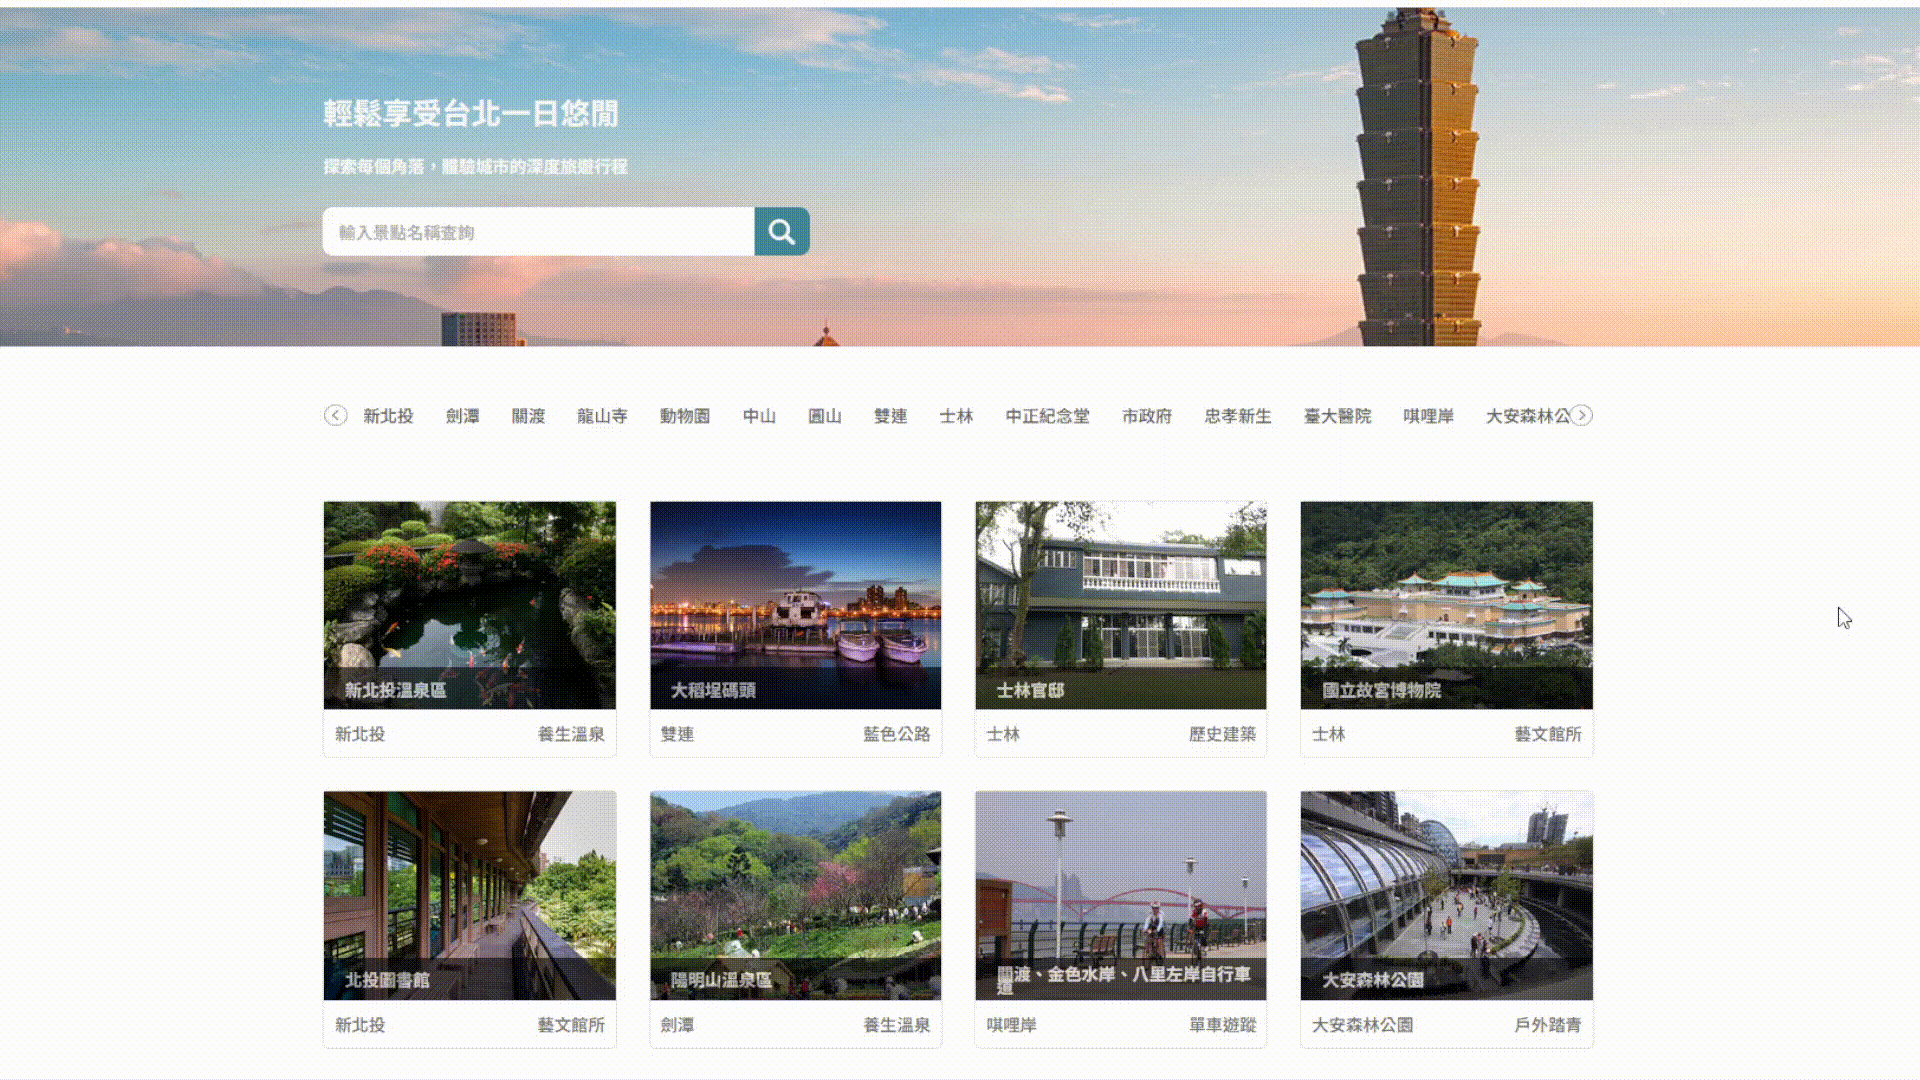 輕鬆享受台北一日悠閒
探索每個角落，體驗城市的深度旅遊行程
輸入景點名稱查詢
新北投 劍潭 關渡 龍山寺 動物園 中山 圓山 雙連 士林 中正紀念堂 市政府 忠孝新生 臺大醫院 唭哩岸 大安森林公
新北投溫泉區
新北投 養生溫泉
大稻埕碼頭
雙連 藍色公路
士林官邸
士林 歷史建築
國立故宮博物院
士林 藝文館所
北投圖書館
新北投 藝文館所
陽明山溫泉區
劍潭 養生溫泉
關渡、金色水岸、八里左岸自行車
道
唭哩岸 單車遊蹤
大安森林公園
大安森林公園 戶外踏青